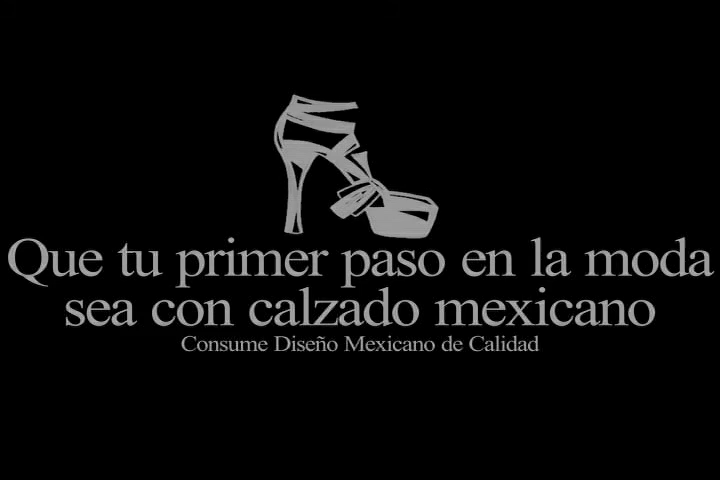 Que tu primer paso en la moda
sea con calzado mexicano
Consume Diseño Mexicano de Calidad